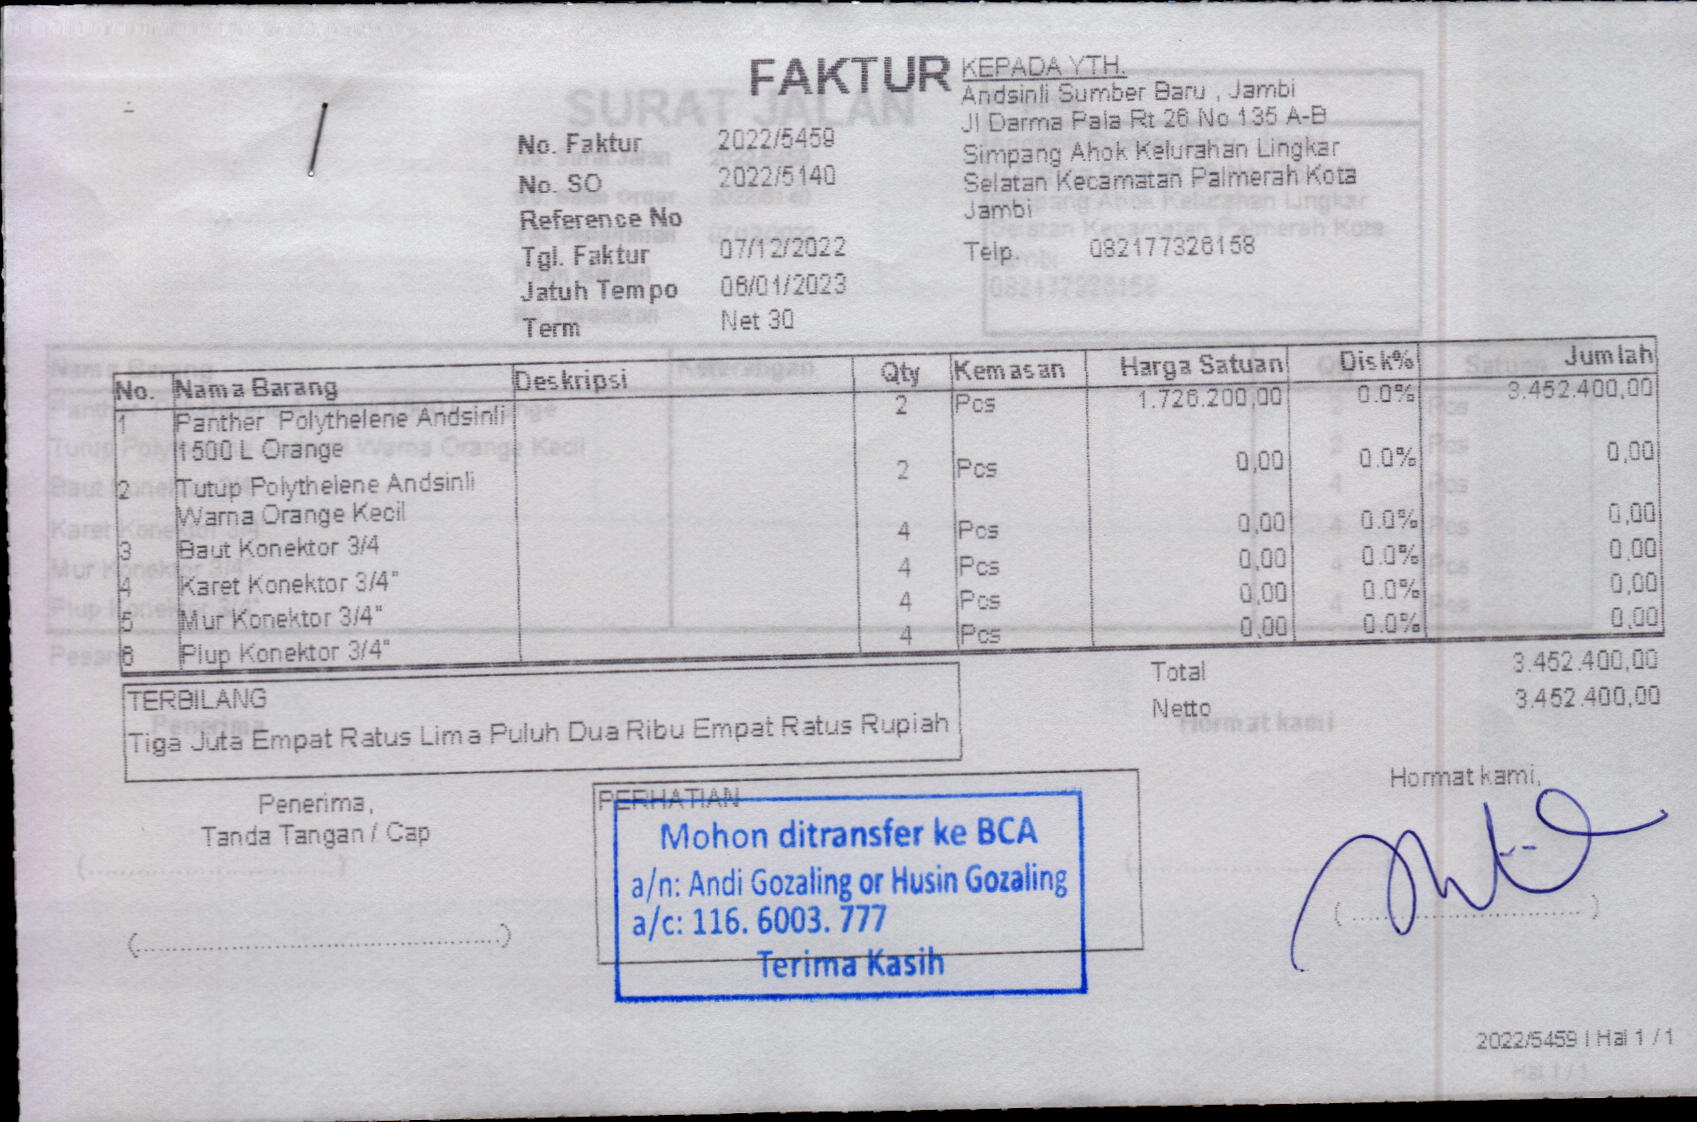 FAKTUR
No. Faktur 2022/5459
No. SO 2022/5140
Reference No
Tgl. Faktur 07/12/2022
Jatuh Tempo 06/01/2023
Term Net 30
KEPADA YTH.
Andsinli Sumber Baru , Jambi
Jl Darma Pala Rt 26 No 135 A-B
Simpang Ahok Kelurahan Lingkar
Selatan Kecamatan Palmerah Kota
Jambi
Telp. 082177326158
No. Nama Barang Deskripsi Qty Kemasan Harga Satuan Disk% Jumlah
1 Panther Polythelene Andsinli 2 Pcs 1.726.200,00 0.0% 3.452.400,00
1500 L Orange
2 Tutup Polythelene Andsinli 2 Pcs 0,00 0.0% 0,00
Warna Orange Kecil
3 Baut Konektor 3/4 4 Pcs 0,00 0.0% 0,00
4 Karet Konektor 3/4" 4 Pcs 0,00 0.0% 0,00
5 Mur Konektor 3/4" 4 Pcs 0,00 0.0% 0,00
6 Plup Konektor 3/4" 4 Pcs 0,00 0.0% 0,00
Total 3.452.400,00
Netto 3.452.400,00
TERBILANG
Tiga Juta Empat Ratus Lima Puluh Dua Ribu Empat Ratus Rupiah
Penerima,
Tanda Tangan / Cap
PERHATIAN
Mohon ditransfer ke BCA
a/n: Andi Gozaling or Husin Gozaling
a/c: 116. 6003. 777
Terima Kasih
Hormat kami,
2022/5459 | Hal 1 / 1